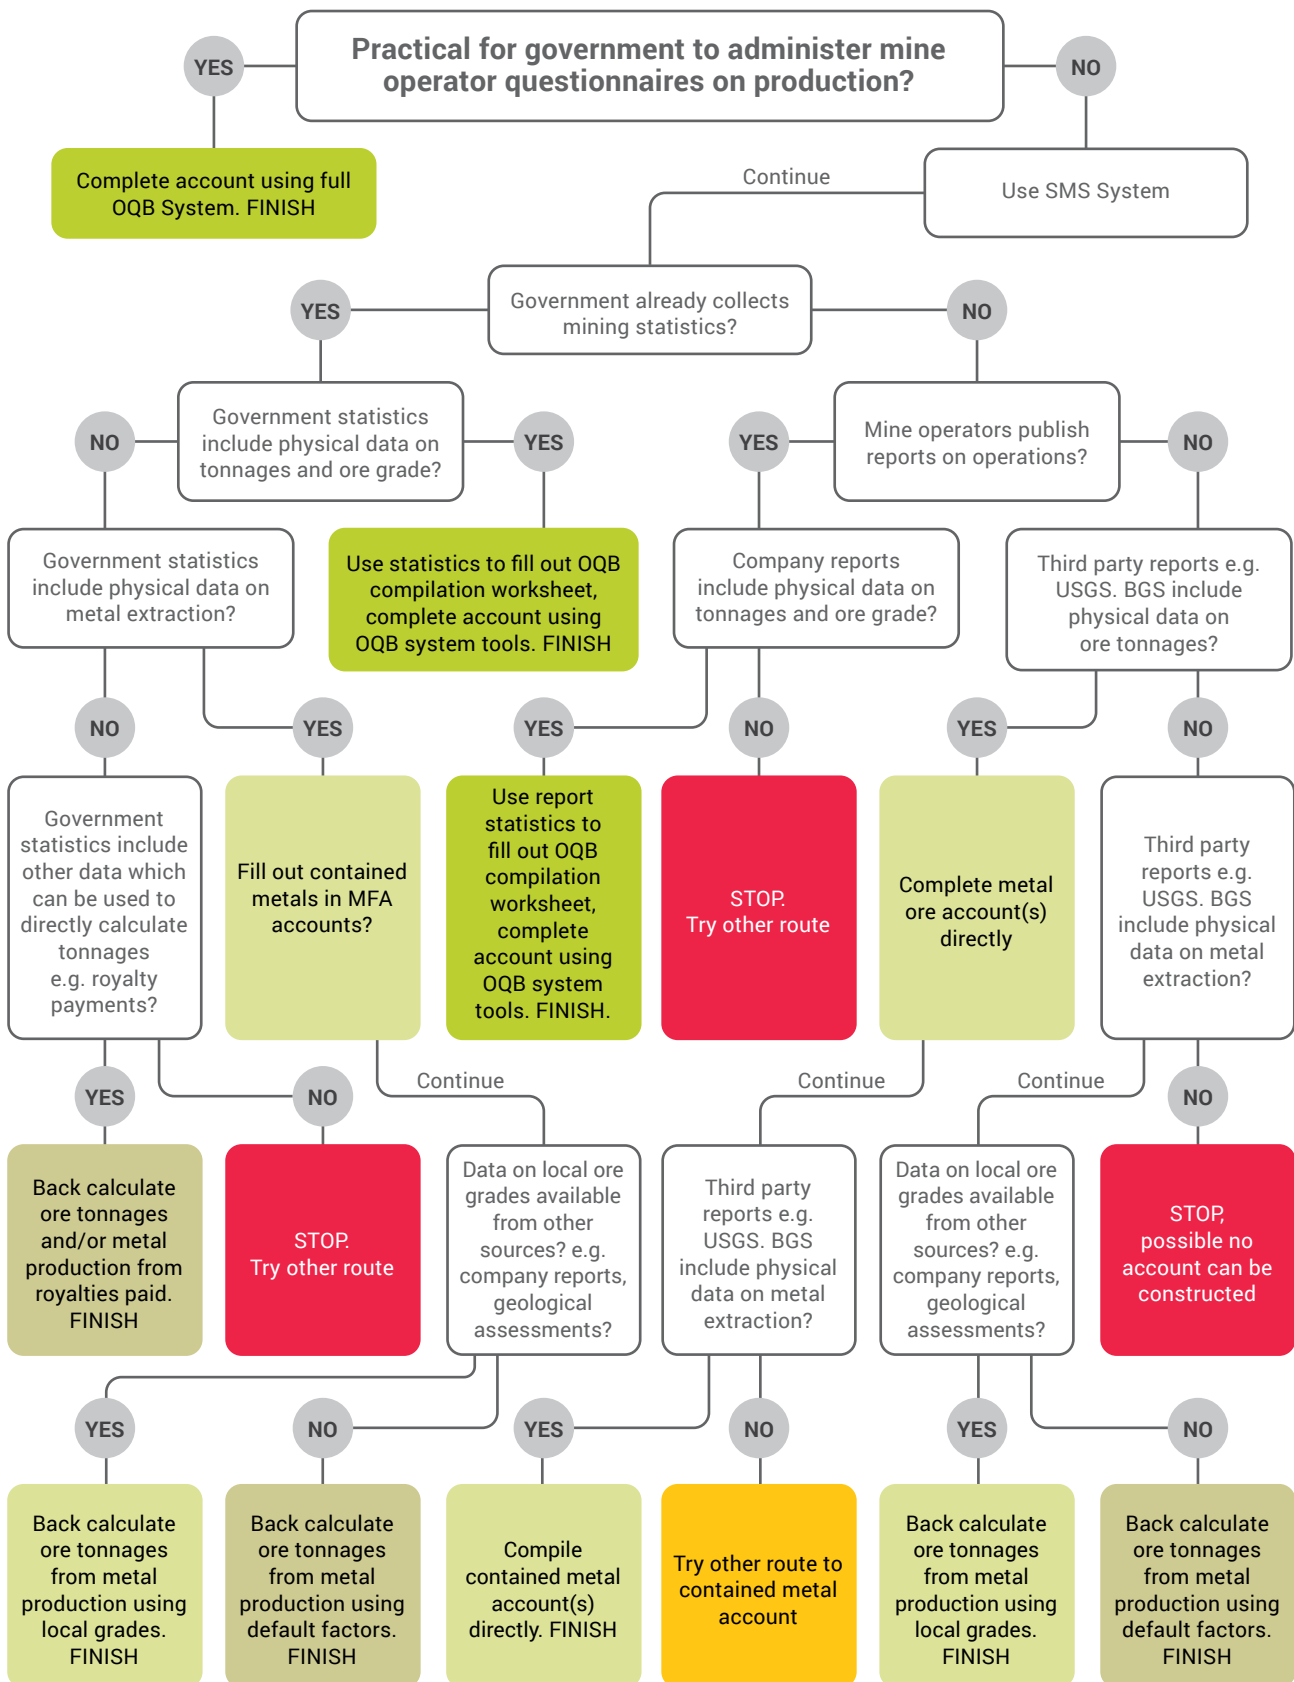 Practical for government to administer mine
operator questionnaires on production?
YES
NO
Complete account using full
OQB System. FINISH
Continue
Use SMS System
Government already collects
mining statistics?
YES
NO
Government statistics
include physical data on
tonnages and ore grade?
NO
YES
Mine operators publish
reports on operations?
YES
NO
Government statistics
include physical data on
metal extraction?
Use statistics to fill out OQB
compilation worksheet,
complete account using
OQB system tools. FINISH
Company reports
include physical data on
tonnages and ore grade?
Third party reports e.g.
USGS. BGS include
physical data on
ore tonnages?
NO
YES
YES
NO
YES
NO
Government
statistics include
other data which
can be used to
directly calculate
tonnages
e.g. royalty
payments?
Fill out contained
metals in MFA
accounts?
Use report
statistics to
fill out OQB
compilation
worksheet,
complete
account using
OQB system
tools. FINISH.
STOP.
Try other route
Complete metal
ore account(s)
directly
Third party
reports e.g.
USGS. BGS
include physical
data on metal
extraction?
YES
NO
Continue
Continue
Continue
NO
Back calculate
ore tonnages
and/or metal
production from
royalties paid.
FINISH
STOP.
Try other route
Data on local ore
grades available
from other
sources? e.g.
company reports,
geological
assessments?
Third party
reports e.g.
USGS. BGS
include physical
data on metal
extraction?
Data on local ore
grades available
from other
sources? e.g.
company reports,
geological
assessments?
STOP,
possible no
account can be
constructed
YES
NO
YES
NO
YES
NO
Back calculate
ore tonnages
from metal
production using
local grades.
FINISH
Back calculate
ore tonnages
from metal
production using
default factors.
FINISH
Compile
contained metal
account(s)
directly. FINISH
Try other route to
contained metal
account
Back calculate
ore tonnages
from metal
production using
local grades.
FINISH
Back calculate
ore tonnages
from metal
production using
default factors.
FINISH